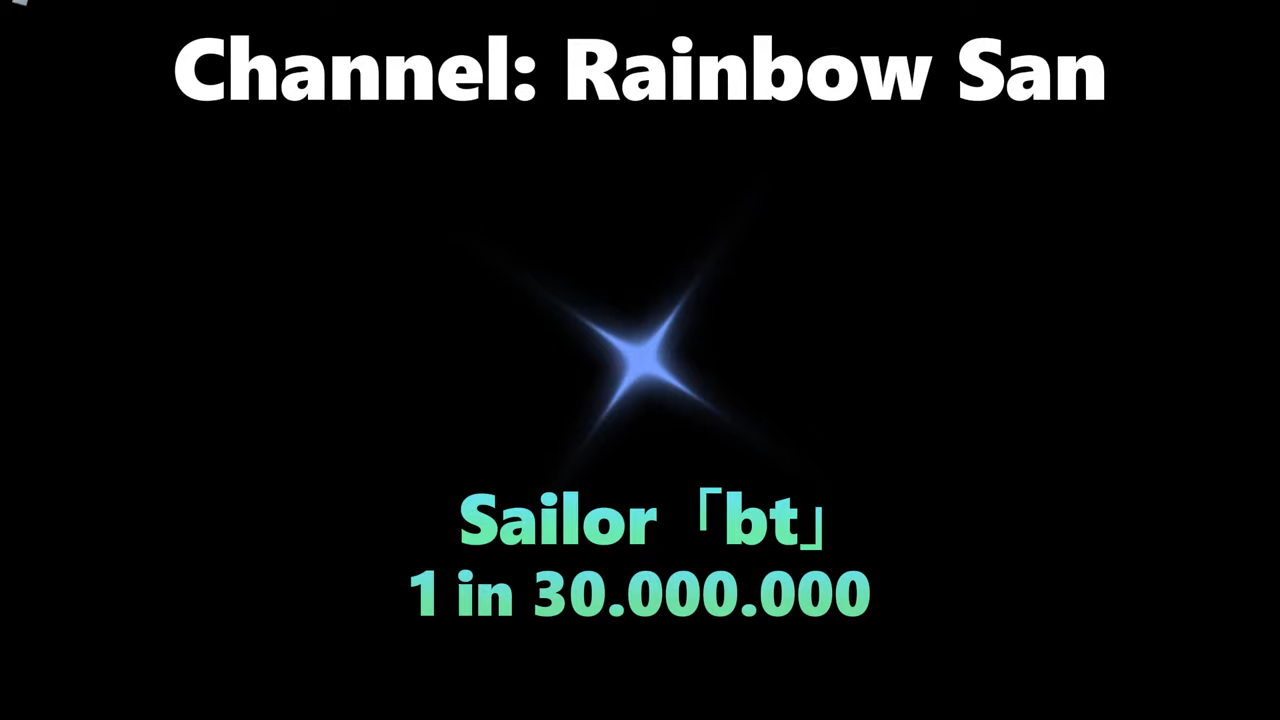 Channel: Rainbow San
Sailor「bt」
1 in 30.000.000